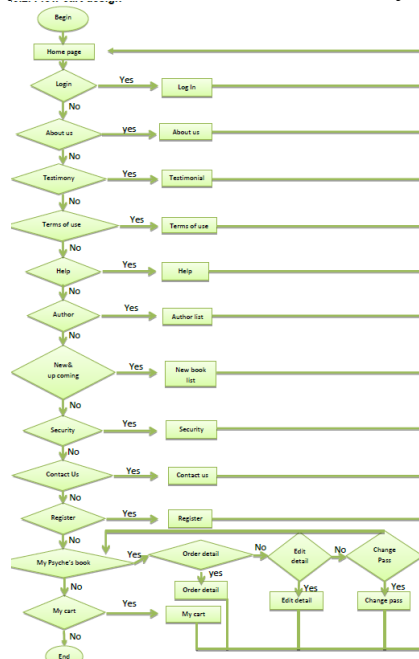 Begin
Home page
Login
Yes
Log In
No
About us
yes
About us
No
Testimony
Yes
Testimonial
No
Terms of use
Yes
Terms of use
No
Help
Yes
Help
No
Author
Yes
Author list
No
New&
up coming
Yes
New book
list
No
Security
Yes
Security
No
Contact Us
Yes
Contact us
No
Register
Yes
Register
No
My Psyche's book
Yes
Order detail
No
Edit
detail
No
Change
Pass
yes
Order detail
Yes
Edit detail
Yes
Change pass
No
My cart
Yes
My cart
No
End